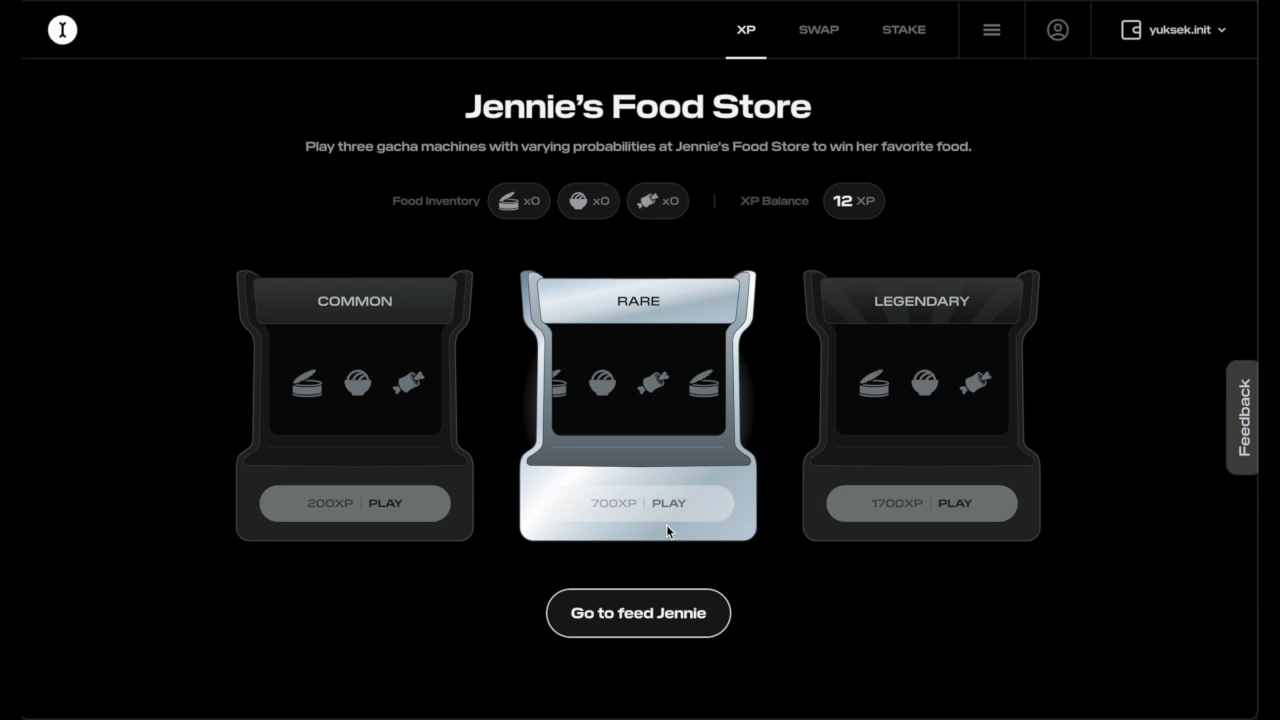 XP SWAP STAKE yuksek.init
Jennie's Food Store
Play three gacha machines with varying probabilities at Jennie's Food Store to win her favorite food.
Food Inventory x0 x0 x0 | XP Balance 12 XP
COMMON RARE LEGENDARY
200XP | PLAY 700XP | PLAY 1700XP | PLAY
Go to feed Jennie
Feedback